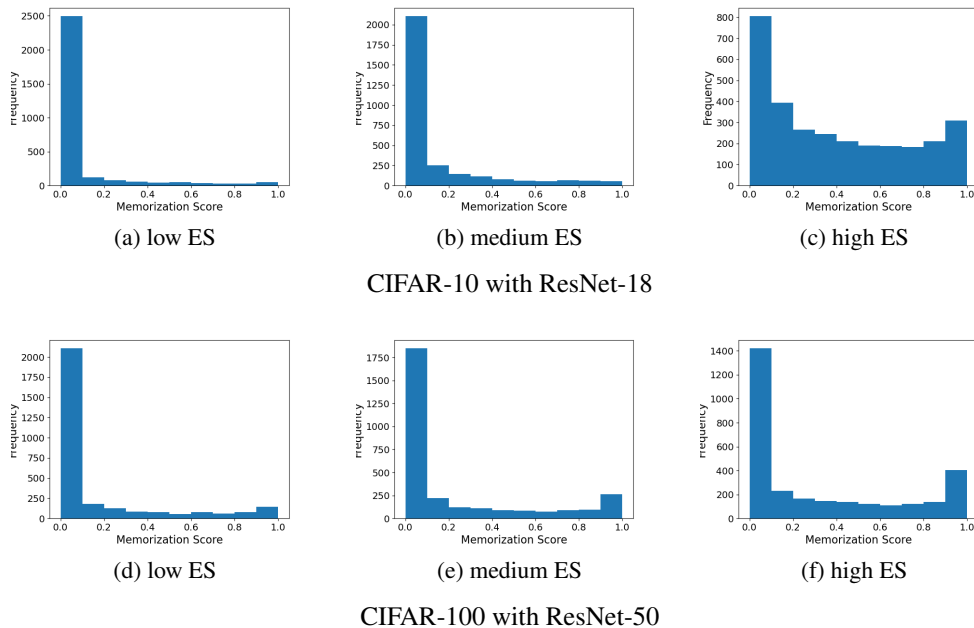 2500
2000
1500
1000
500
0
Frequency
0.0 0.2 0.4 0.6 0.8 1.0
Memorization Score
(a) low ES
2000
1750
1500
1250
1000
750
500
250
0
Frequency
0.0 0.2 0.4 0.6 0.8 1.0
Memorization Score
(b) medium ES
800
700
600
500
400
300
200
100
0
Frequency
0.0 0.2 0.4 0.6 0.8 1.0
Memorization Score
(c) high ES
CIFAR-10 with ResNet-18
2000
1750
1500
1250
1000
750
500
250
0
Frequency
0.0 0.2 0.4 0.6 0.8 1.0
Memorization Score
(d) low ES
1750
1500
1250
1000
750
500
250
0
Frequency
0.0 0.2 0.4 0.6 0.8 1.0
Memorization Score
(e) medium ES
1400
1200
1000
800
600
400
200
0
Frequency
0.0 0.2 0.4 0.6 0.8 1.0
Memorization Score
(f) high ES
CIFAR-100 with ResNet-50